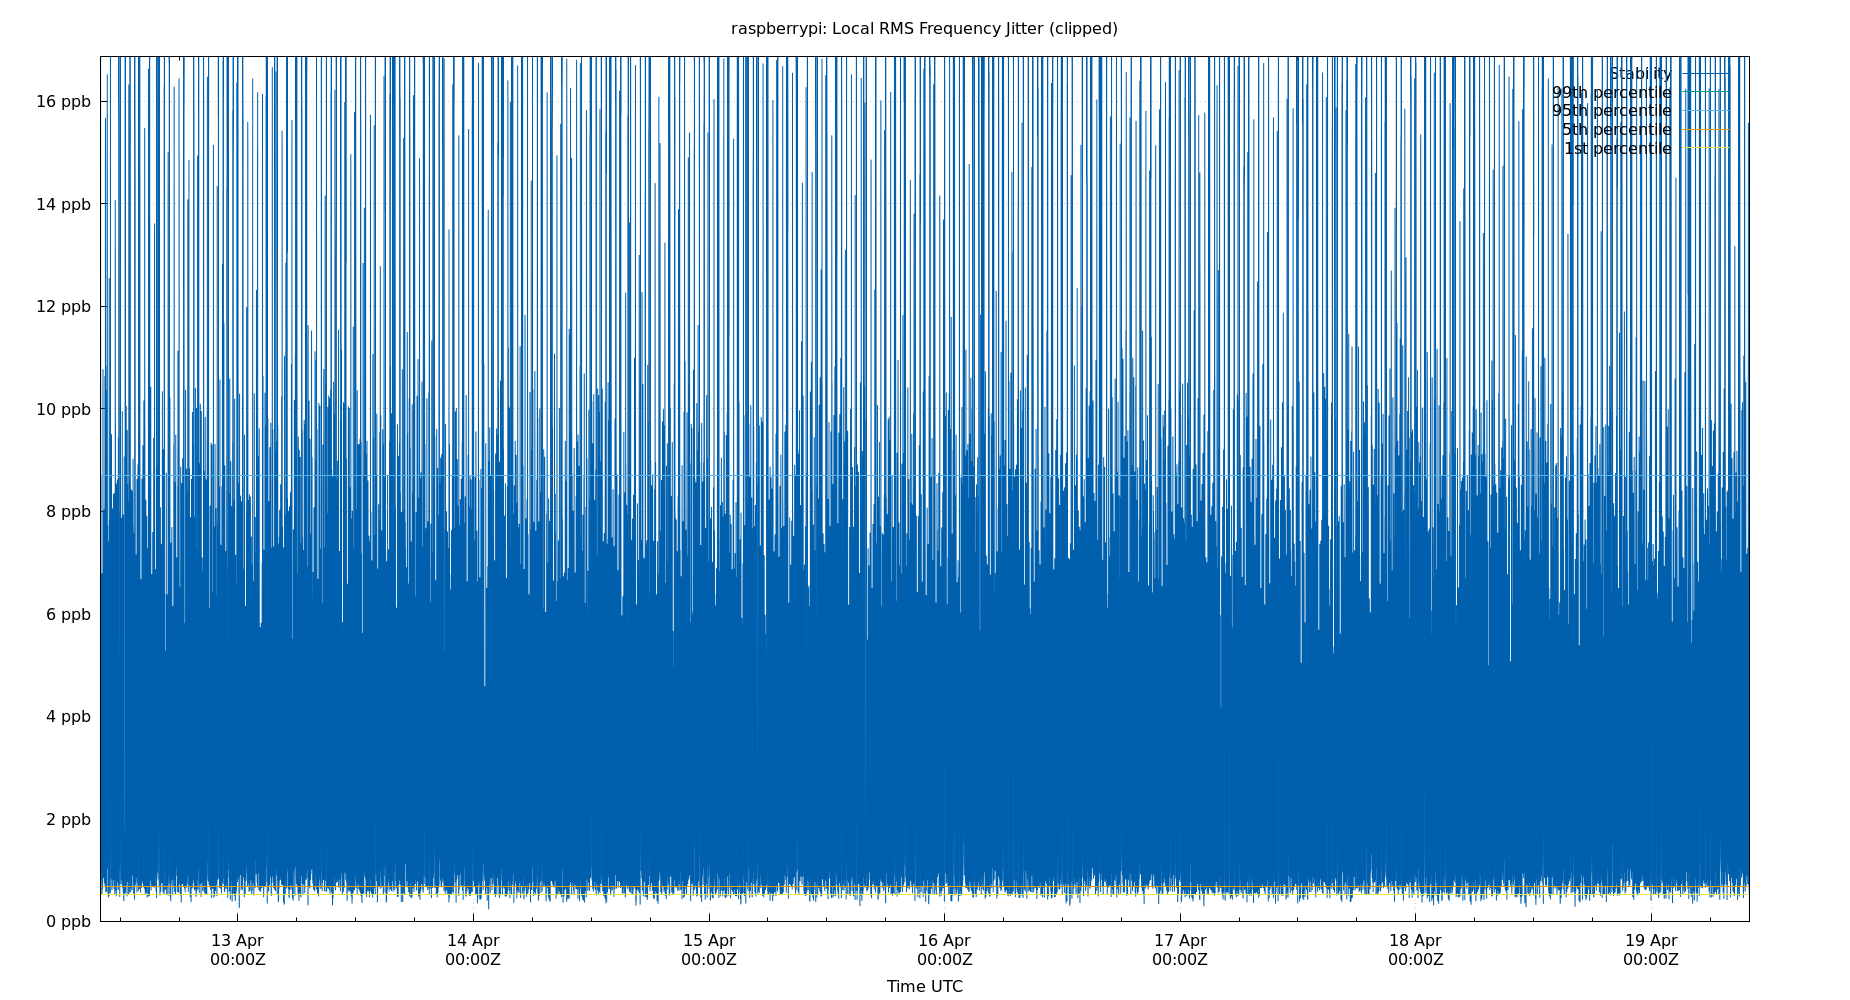 raspberrypi: Local RMS Frequency Jitter (clipped)
Stability
99th percentile
95th percentile
5th percentile
1st percentile
16 ppb
14 ppb
12 ppb
10 ppb
8 ppb
6 ppb
4 ppb
2 ppb
0 ppb
13 Apr 14 Apr 15 Apr 16 Apr 17 Apr 18 Apr 19 Apr
00:00Z 00:00Z 00:00Z 00:00Z 00:00Z 00:00Z 00:00Z
Time UTC